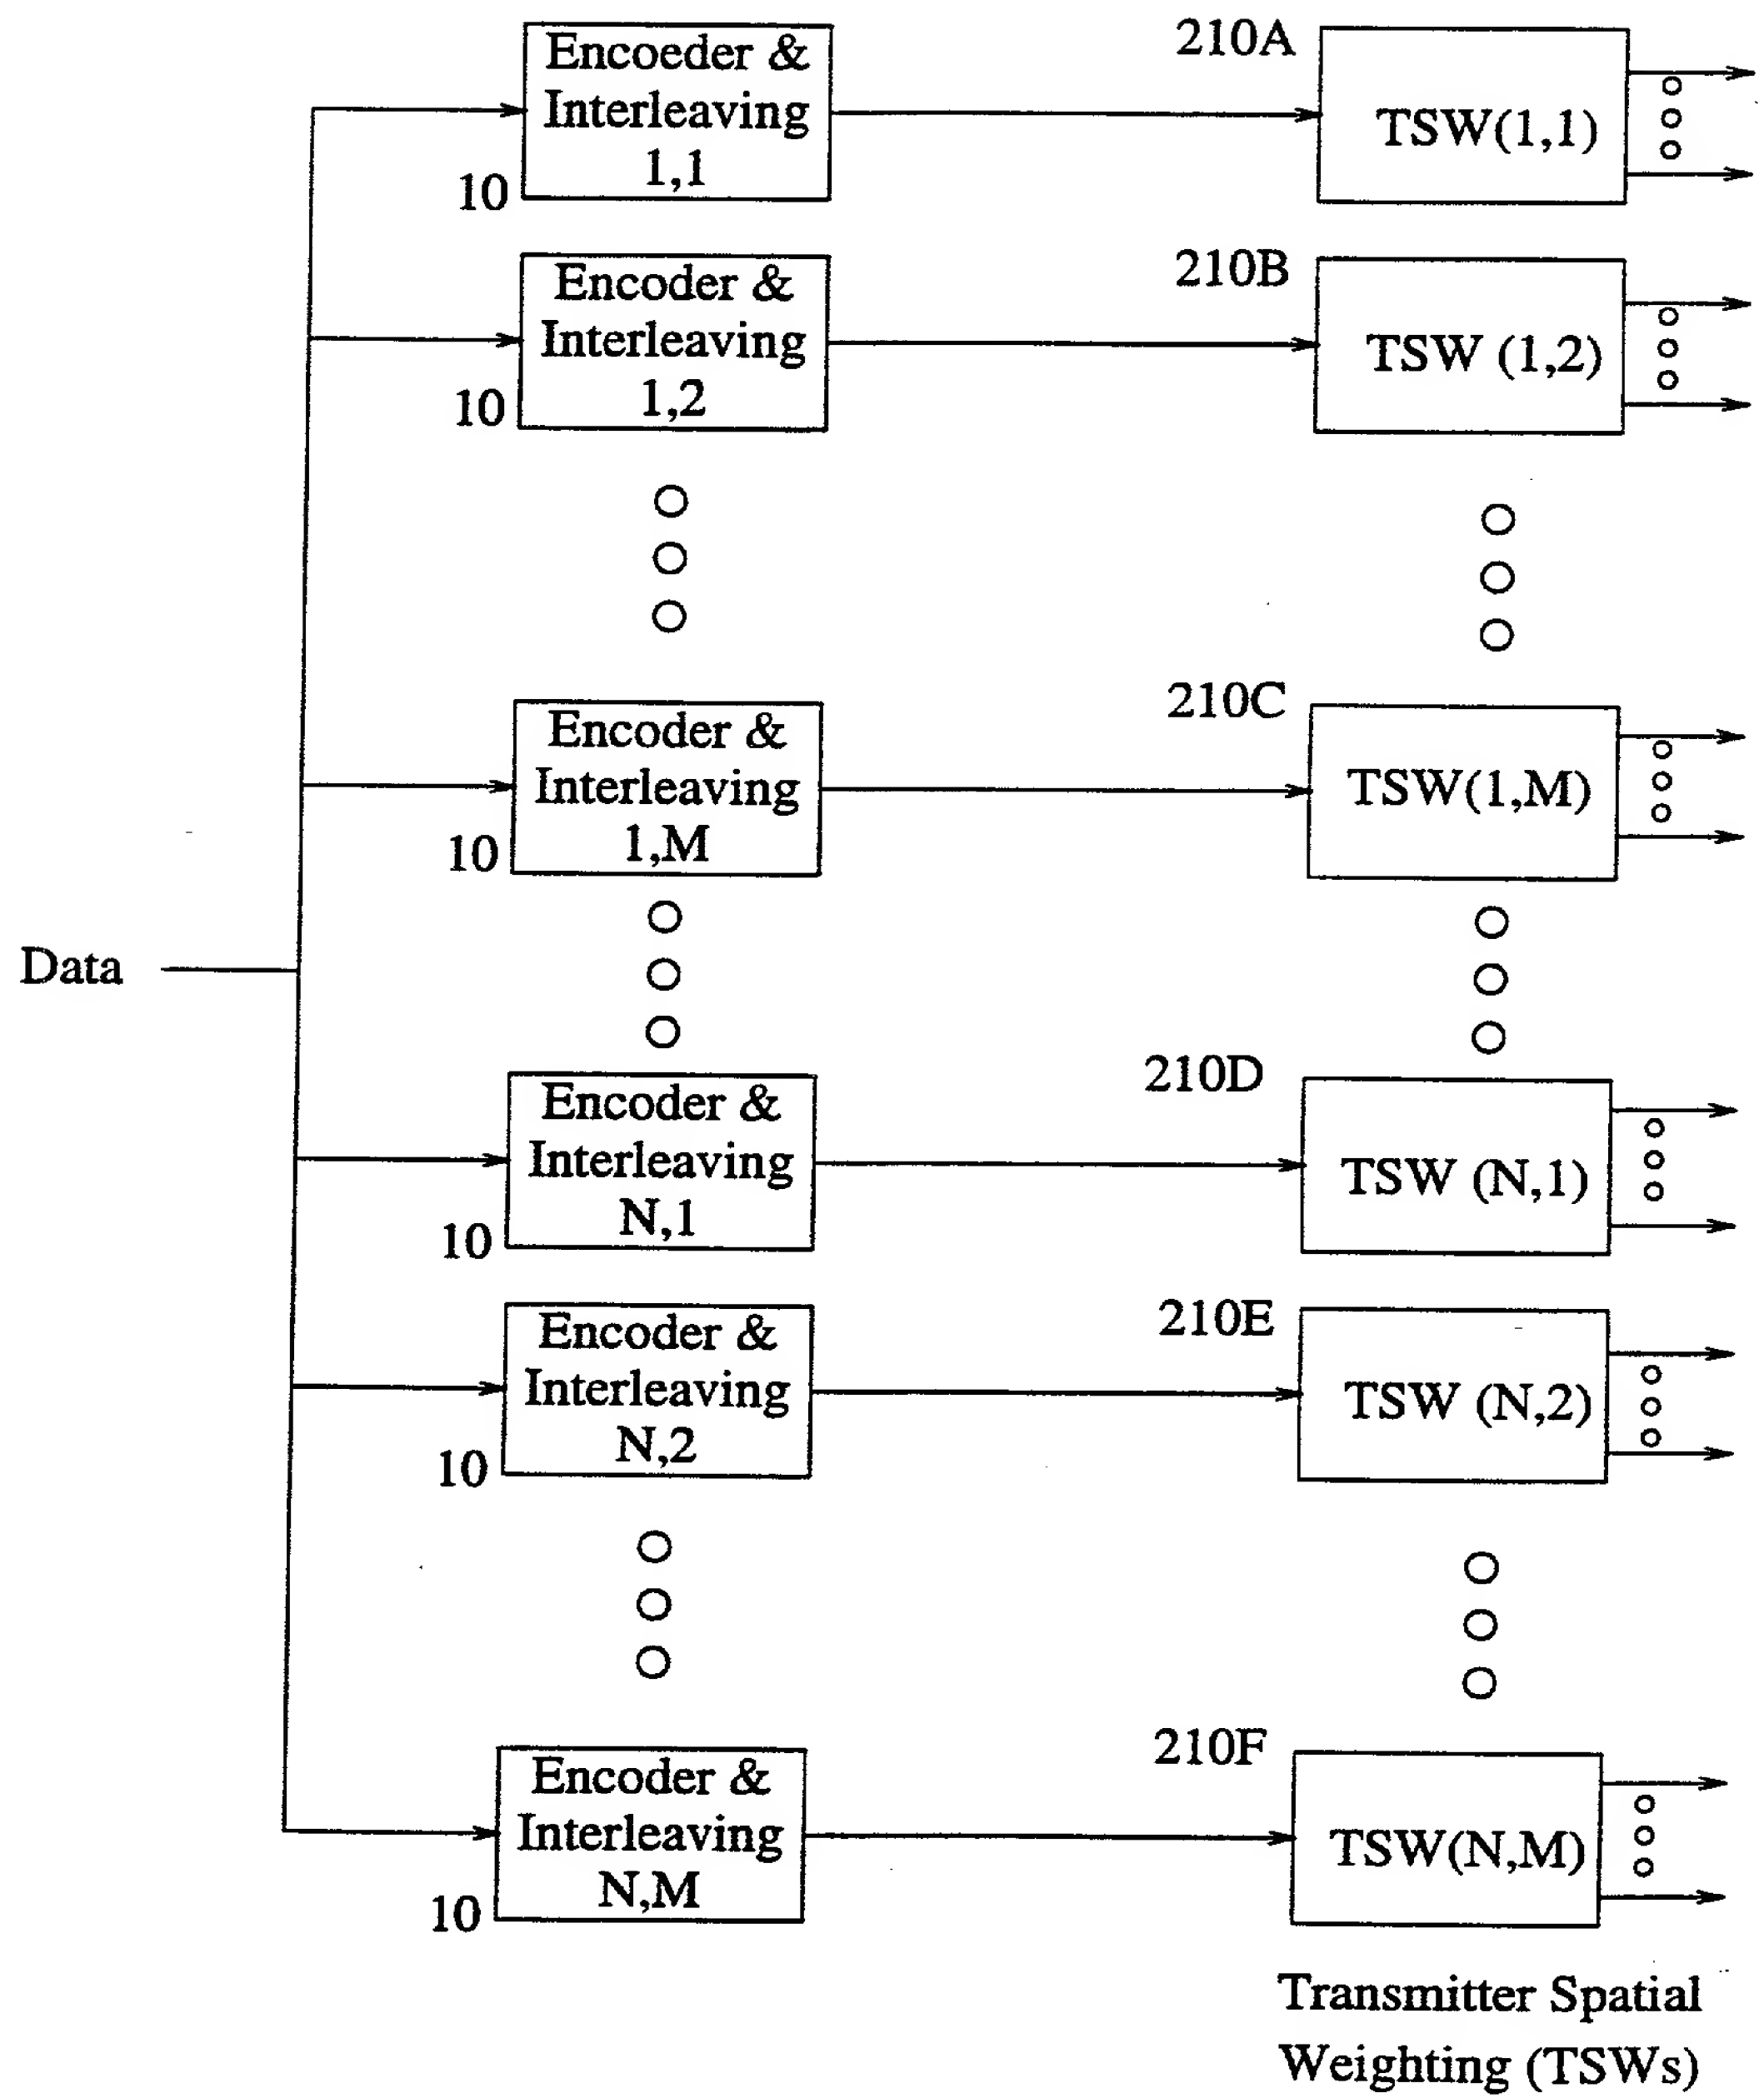 Encoeder &
Interleaving
1,1
10
210A
TSW(1,1)
Encoder &
Interleaving
1,2
10
210B
TSW (1,2)
Encoder &
Interleaving
1,M
10
210C
TSW(1,M)
Data
Encoder &
Interleaving
N,1
10
210D
TSW (N,1)
Encoder &
Interleaving
N,2
10
210E
TSW (N,2)
Encoder &
Interleaving
N,M
10
210F
TSW(N,M)
Transmitter Spatial
Weighting (TSWs)